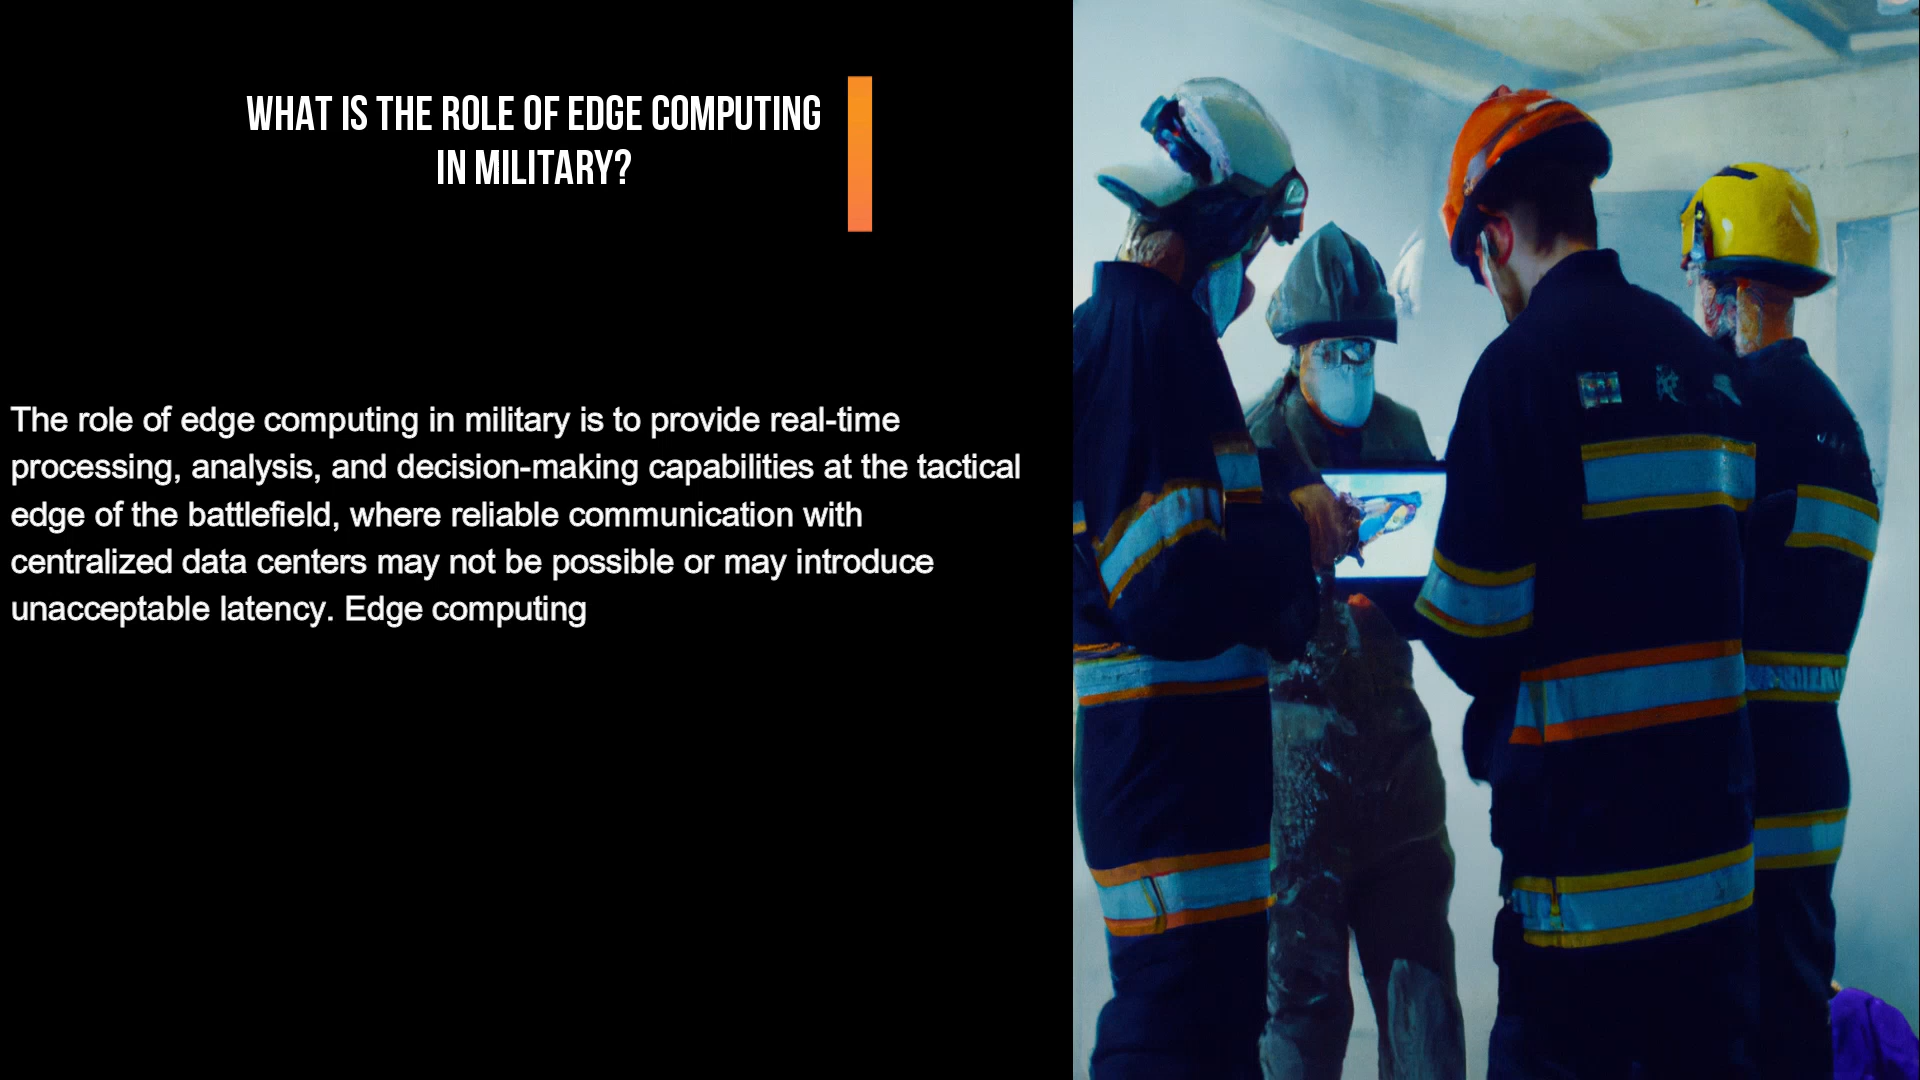 WHAT IS THE ROLE OF EDGE COMPUTING
IN MILITARY?
The role of edge computing in military is to provide real-time
processing, analysis, and decision-making capabilities at the tactical
edge of the battlefield, where reliable communication with
centralized data centers may not be possible or may introduce
unacceptable latency. Edge computing